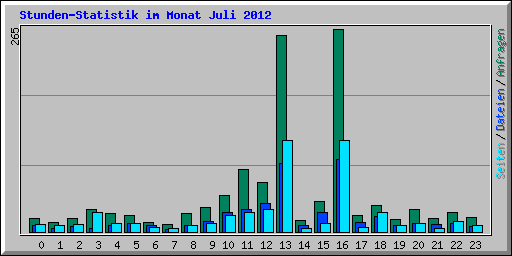 Stunden-Statistik im Monat Juli 2012
265
Seiten / Dateien / Anfragen
0 1 2 3 4 5 6 7 8 9 10 11 12 13 14 15 16 17 18 19 20 21 22 23